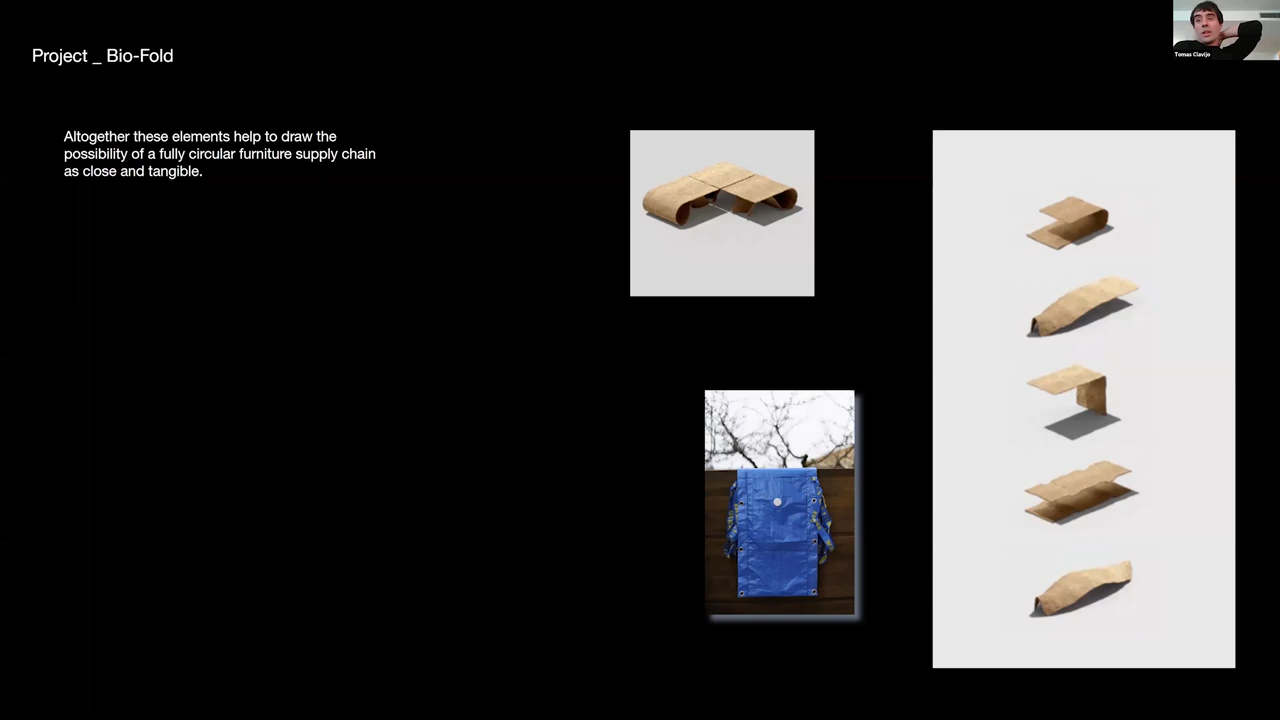 Project _ Bio-Fold
Tomas Clavijo
Altogether these elements help to draw the
possibility of a fully circular furniture supply chain
as close and tangible.